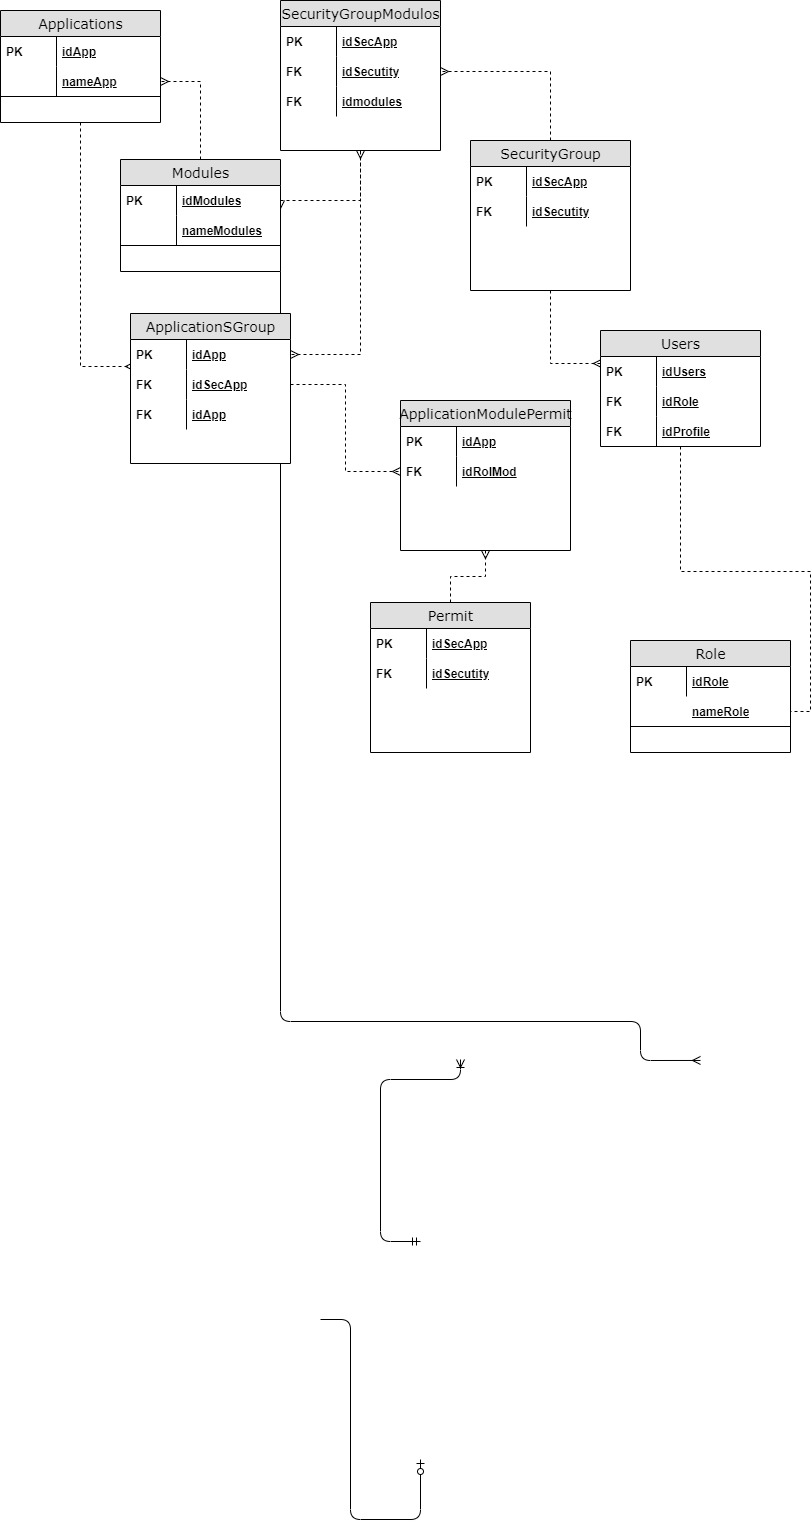 Applications
PK idApp
nameApp
SecurityGroupModulos
PK idSecApp
FK idSecutity
FK idmodules
Modules
PK idModules
nameModules
SecurityGroup
PK idSecApp
FK idSecutity
ApplicationSGroup
PK idApp
FK idSecApp
FK idApp
Users
PK idUsers
FK idRole
FK idProfile
ApplicationModulePermit
PK idApp
FK idRolMod
Permit
PK idSecApp
FK idSecutity
Role
PK idRole
nameRole